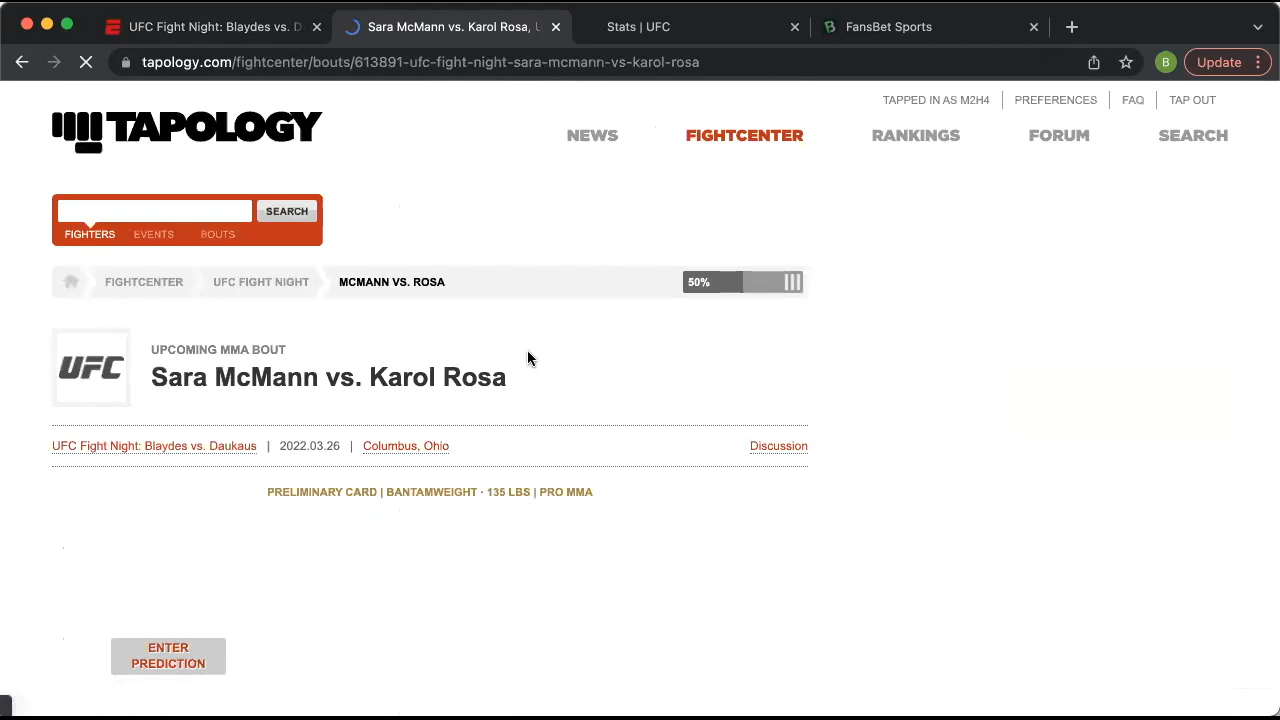 UFC Fight Night: Blaydes vs. D
Sara McMann vs. Karol Rosa, U
Stats | UFC
FansBet Sports
tapology.com/fightcenter/bouts/613891-ufc-fight-night-sara-mcmann-vs-karol-rosa
B
Update
TAPPED IN AS M2H4
PREFERENCES
FAQ
TAP OUT
TAPOLOGY
NEWS
FIGHTCENTER
RANKINGS
FORUM
SEARCH
SEARCH
FIGHTERS
EVENTS
BOUTS
FIGHTCENTER
UFC FIGHT NIGHT
MCMANN VS. ROSA
50%
UFC
UPCOMING MMA BOUT
Sara McMann vs. Karol Rosa
UFC Fight Night: Blaydes vs. Daukaus | 2022.03.26 | Columbus, Ohio
Discussion
PRELIMINARY CARD | BANTAMWEIGHT · 135 LBS | PRO MMA
ENTER
PREDICTION